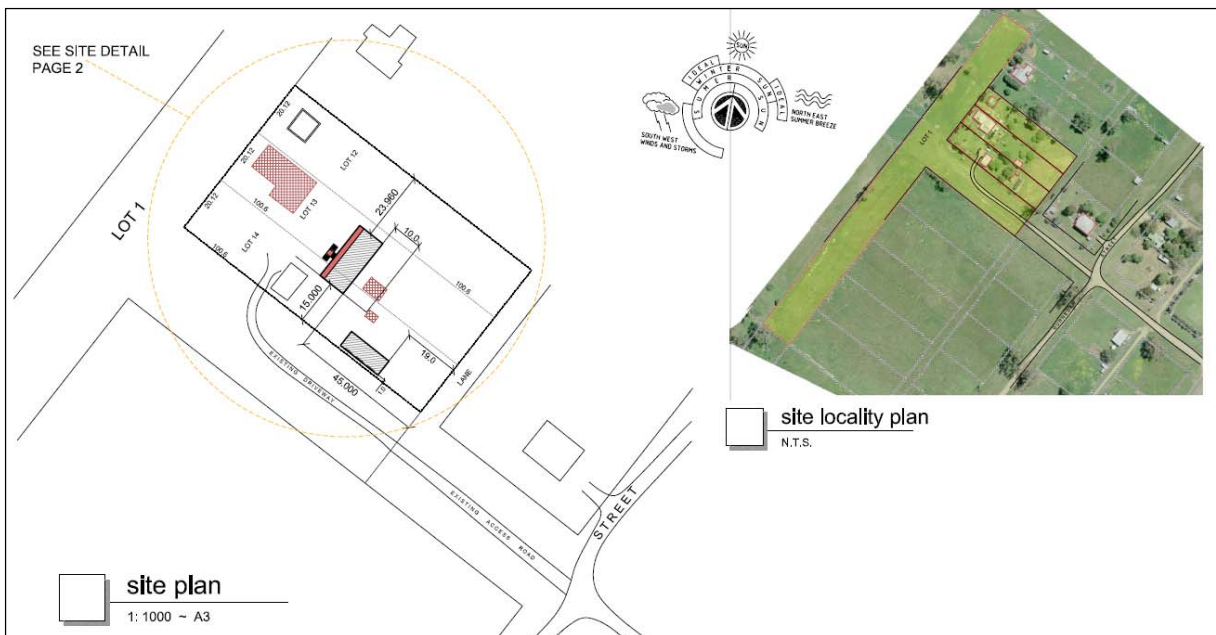 SEE SITE DETAIL
PAGE 2
LOT 1
20.12
20.12
20.12
LOT 12
LOT 13
LOT 14
100.6
100.6
100.6
23.960
10.0
15.000
45.000
19.0
LANE
EXISTING DRIVEWAY
EXISTING ACCESS ROAD
STREET
site plan
1: 1000 ~ A3
SUN
IDEAL
WINTER SUN
IDEAL
SUMMER SUN
SOUTH WEST
WINDS AND STORMS
NORTH EAST
SUMMER BREEZE
LOT 1
site locality plan
N.T.S.